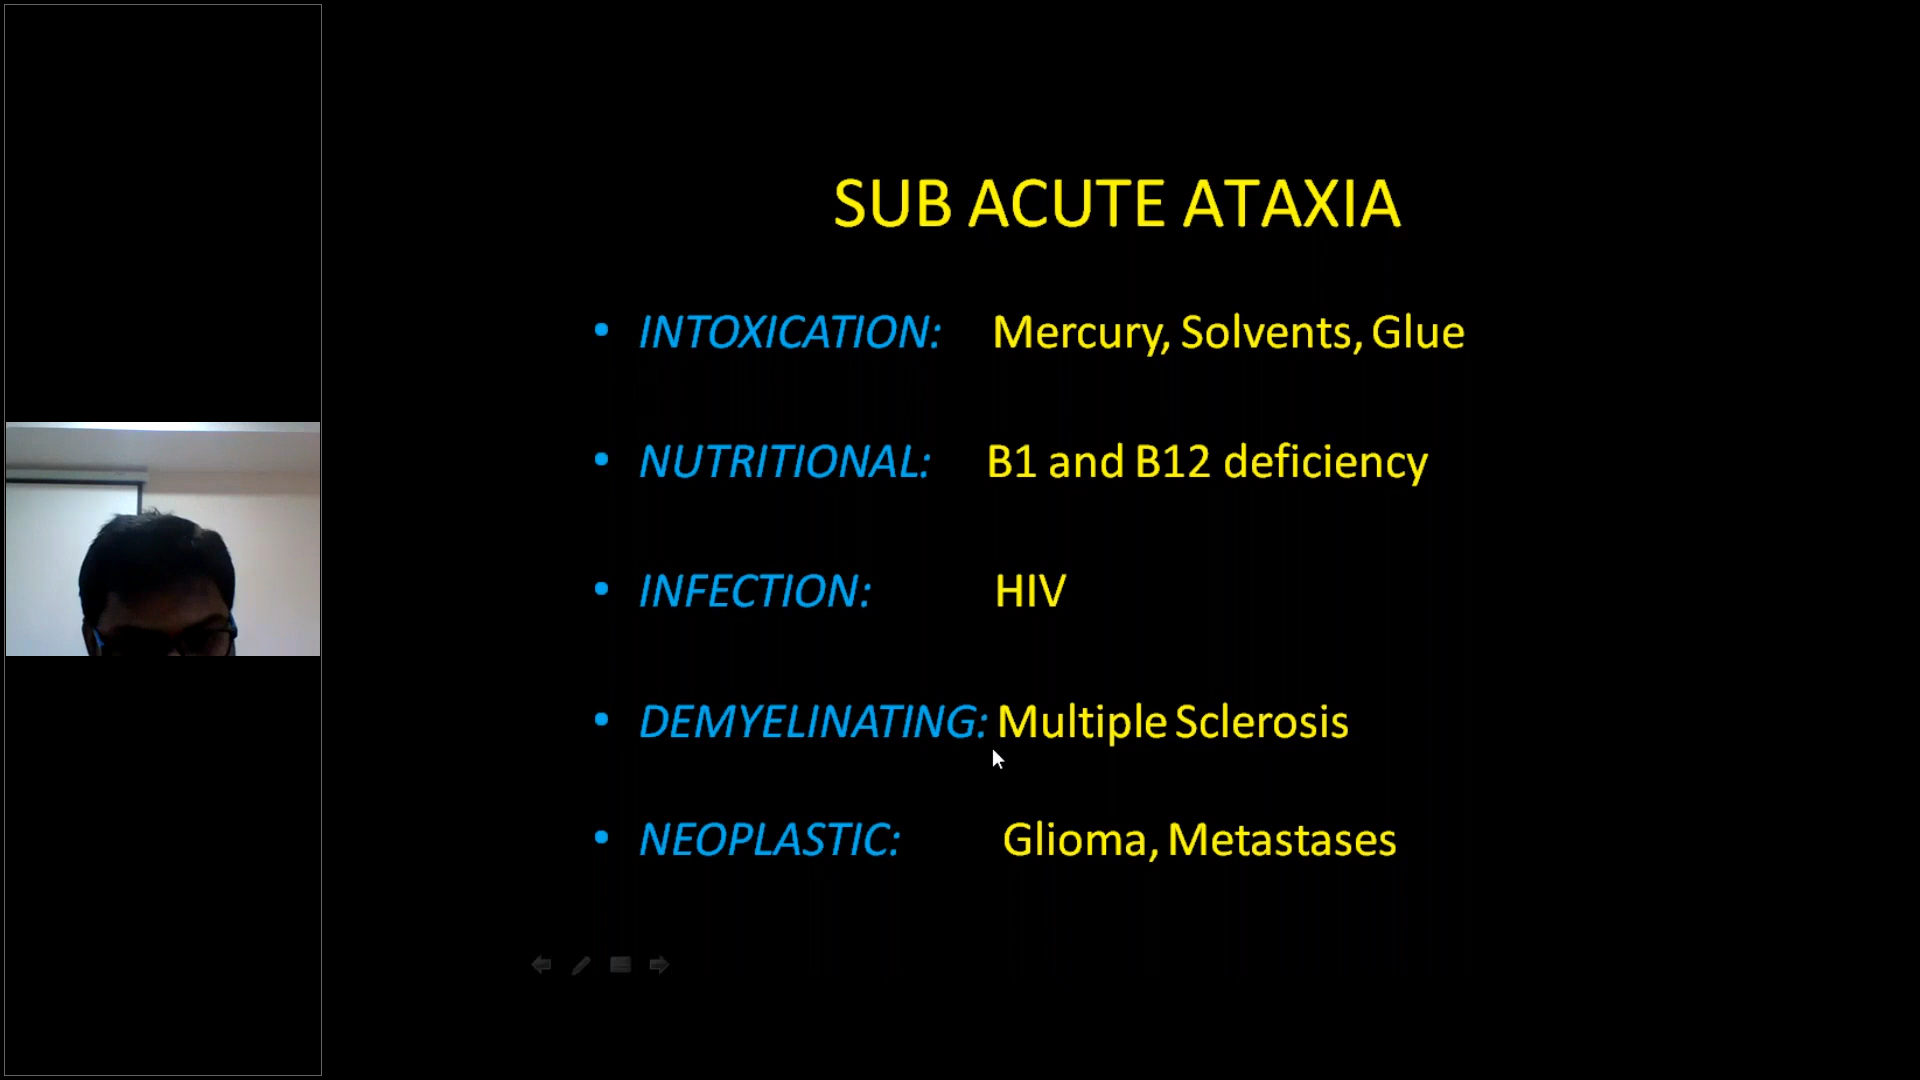 SUB ACUTE ATAXIA
• INTOXICATION: Mercury, Solvents, Glue
• NUTRITIONAL: B1 and B12 deficiency
• INFECTION: HIV
• DEMYELINATING: Multiple Sclerosis
• NEOPLASTIC: Glioma, Metastases